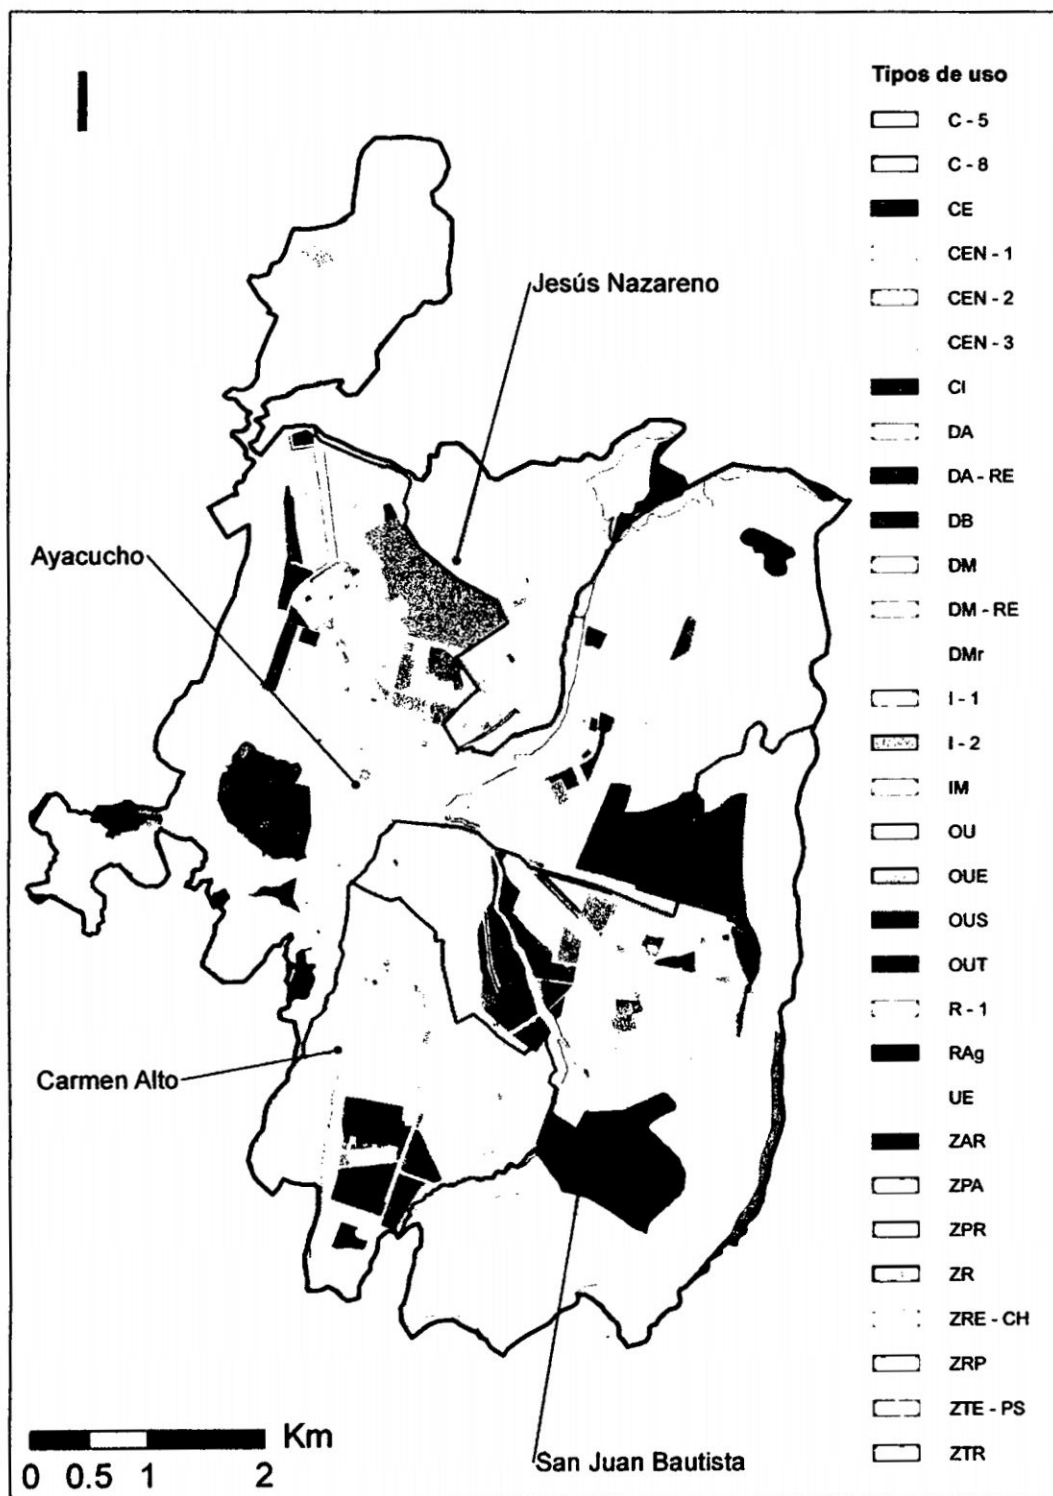 Tipos de uso
C - 5
C - 8
CE
CEN - 1
CEN - 2
CEN - 3
CI
DA
DA - RE
DB
DM
DM - RE
DMr
I - 1
I - 2
IM
OU
OUE
OUS
OUT
R - 1
RAg
UE
ZAR
ZPA
ZPR
ZR
ZRE - CH
ZRP
ZTE - PS
ZTR
Jesús Nazareno
Ayacucho
Carmen Alto
San Juan Bautista
Km
0 0.5 1 2